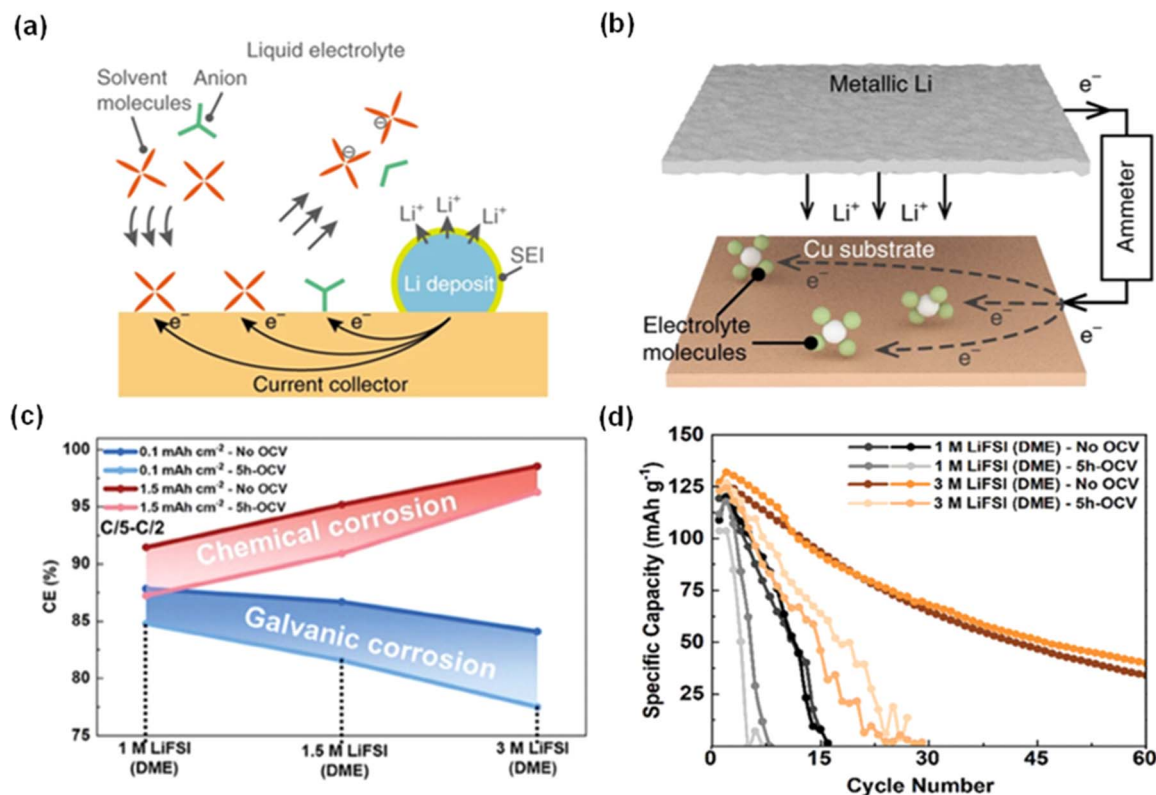 (a)
Liquid electrolyte
Solvent
molecules
Anion
⊖
⊖
Li⁺
Li⁺
Li⁺
SEI
Li deposit
e⁻
e⁻
e⁻
Current collector
(b)
Metallic Li
e⁻
Ammeter
Li⁺
Li⁺
Cu substrate
e⁻
e⁻
e⁻
e⁻
Electrolyte
molecules
(c)
100
95
90
85
80
75
CE (%)
0.1 mAh cm⁻² - No OCV
0.1 mAh cm⁻² - 5h-OCV
1.5 mAh cm⁻² - No OCV
1.5 mAh cm⁻² - 5h-OCV
C/5-C/2
Chemical corrosion
Galvanic corrosion
1 M LiFSI
(DME)
1.5 M LiFSI
(DME)
3 M LiFSI
(DME)
(d)
150
125
100
75
50
25
Specific Capacity (mAh g⁻¹)
1 M LiFSI (DME) - No OCV
1 M LiFSI (DME) - 5h-OCV
3 M LiFSI (DME) - No OCV
3 M LiFSI (DME) - 5h-OCV
0
15
30
45
60
Cycle Number